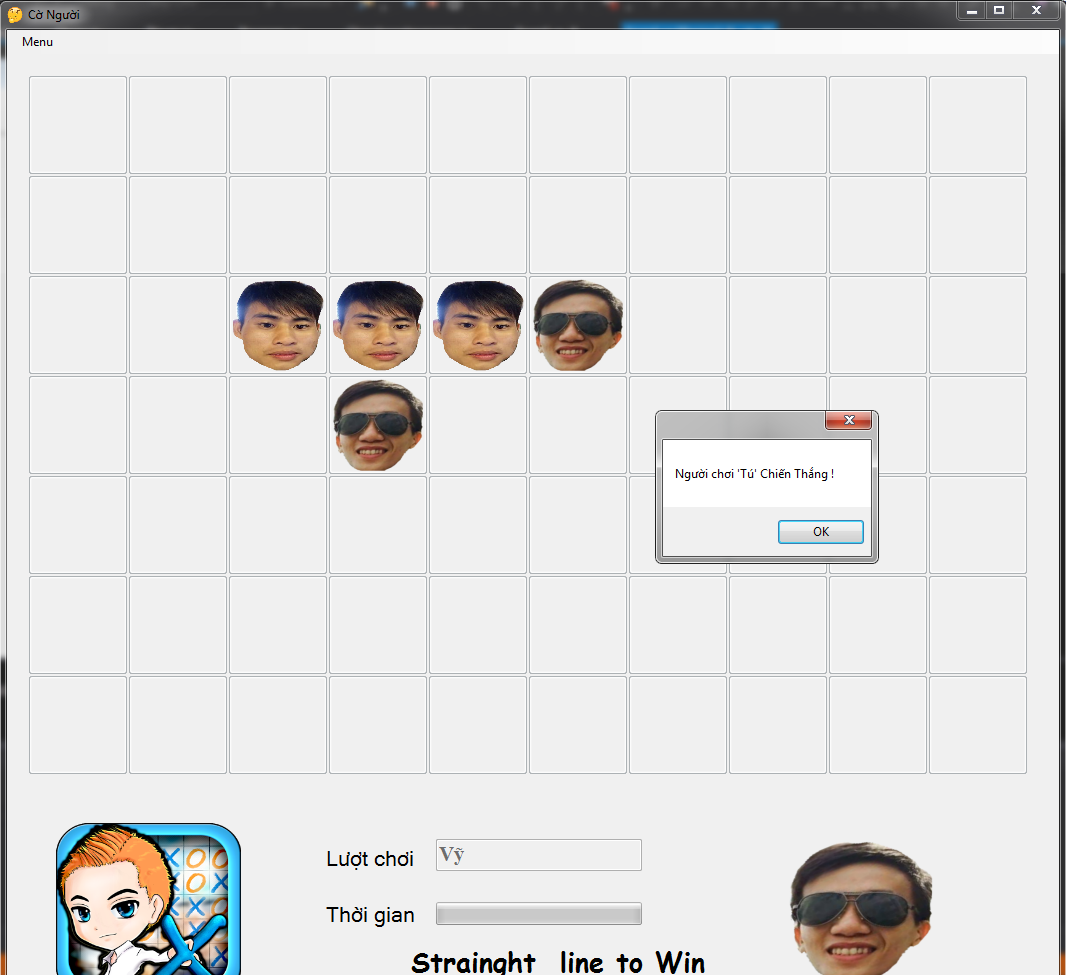 Cờ Người
Menu
Người chơi 'Tú' Chiến Thắng !
OK
Lượt chơi
Vỹ
Thời gian
Strainght line to Win